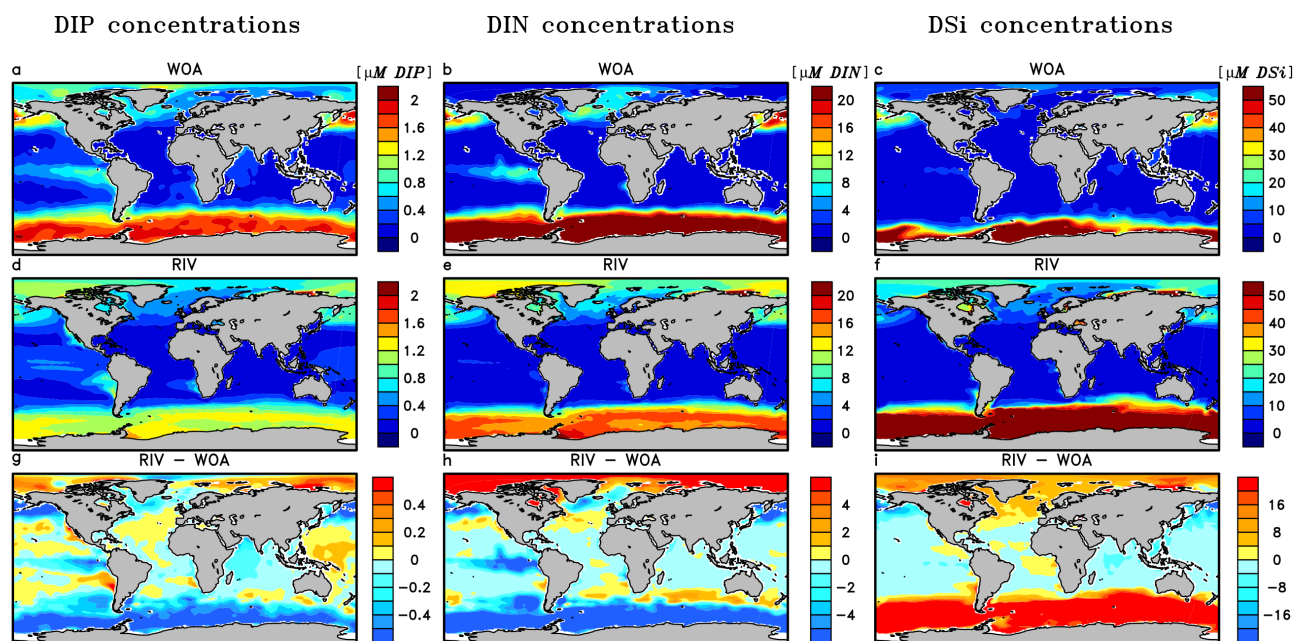 DIP concentrations
DIN concentrations
DSi concentrations
a
WOA
[μM DIP]
b
WOA
[μM DIN]
c
WOA
[μM DSi]
2
1.6
1.2
0.8
0.4
0
20
16
12
8
4
0
50
40
30
20
10
0
d
RIV
e
RIV
f
RIV
2
1.6
1.2
0.8
0.4
0
20
16
12
8
4
0
50
40
30
20
10
0
g
RIV – WOA
h
RIV – WOA
i
RIV – WOA
0.4
0.2
0
−0.2
−0.4
4
2
0
−2
−4
16
8
0
−8
−16